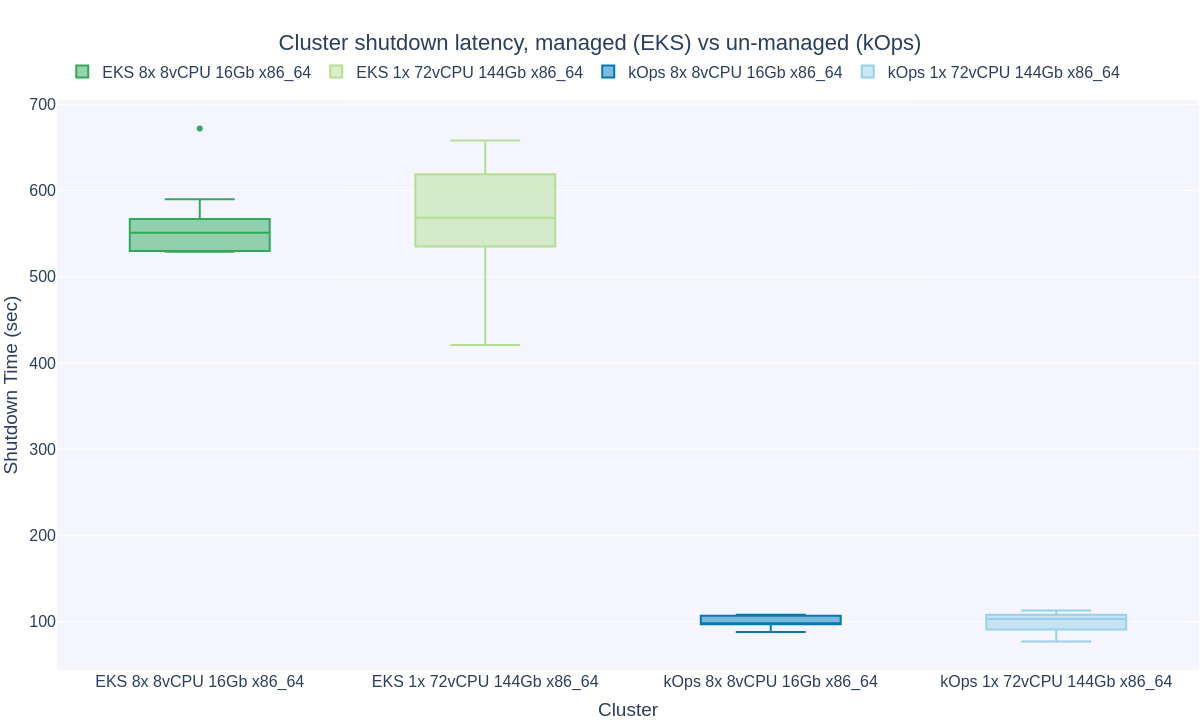 Cluster shutdown latency, managed (EKS) vs un-managed (kOps)
EKS 8x 8vCPU 16Gb x86_64 EKS 1x 72vCPU 144Gb x86_64 kOps 8x 8vCPU 16Gb x86_64 kOps 1x 72vCPU 144Gb x86_64
700
600
500
400
300
200
100
Shutdown Time (sec)
EKS 8x 8vCPU 16Gb x86_64 EKS 1x 72vCPU 144Gb x86_64 kOps 8x 8vCPU 16Gb x86_64 kOps 1x 72vCPU 144Gb x86_64
Cluster